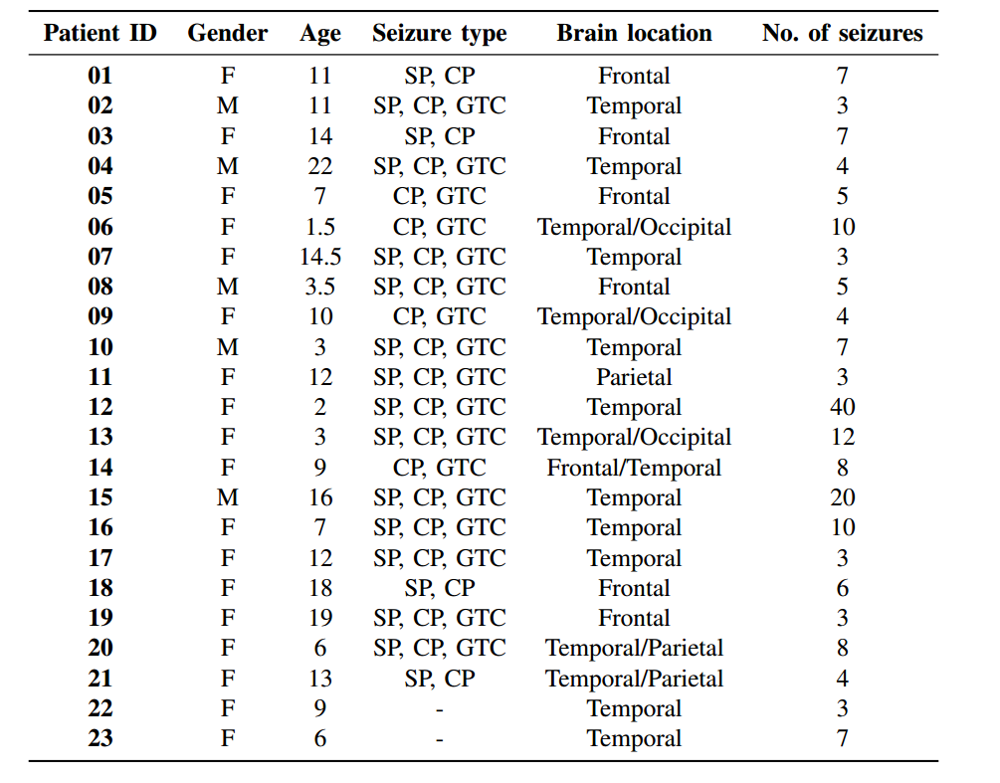 Patient ID Gender Age Seizure type Brain location No. of seizures
01 F 11 SP, CP Frontal 7
02 M 11 SP, CP, GTC Temporal 3
03 F 14 SP, CP Frontal 7
04 M 22 SP, CP, GTC Temporal 4
05 F 7 CP, GTC Frontal 5
06 F 1.5 CP, GTC Temporal/Occipital 10
07 F 14.5 SP, CP, GTC Temporal 3
08 M 3.5 SP, CP, GTC Frontal 5
09 F 10 CP, GTC Temporal/Occipital 4
10 M 3 SP, CP, GTC Temporal 7
11 F 12 SP, CP, GTC Parietal 3
12 F 2 SP, CP, GTC Temporal 40
13 F 3 SP, CP, GTC Temporal/Occipital 12
14 F 9 CP, GTC Frontal/Temporal 8
15 M 16 SP, CP, GTC Temporal 20
16 F 7 SP, CP, GTC Temporal 10
17 F 12 SP, CP, GTC Temporal 3
18 F 18 SP, CP Frontal 6
19 F 19 SP, CP, GTC Frontal 3
20 F 6 SP, CP, GTC Temporal/Parietal 8
21 F 13 SP, CP Temporal/Parietal 4
22 F 9 - Temporal 3
23 F 6 - Temporal 7